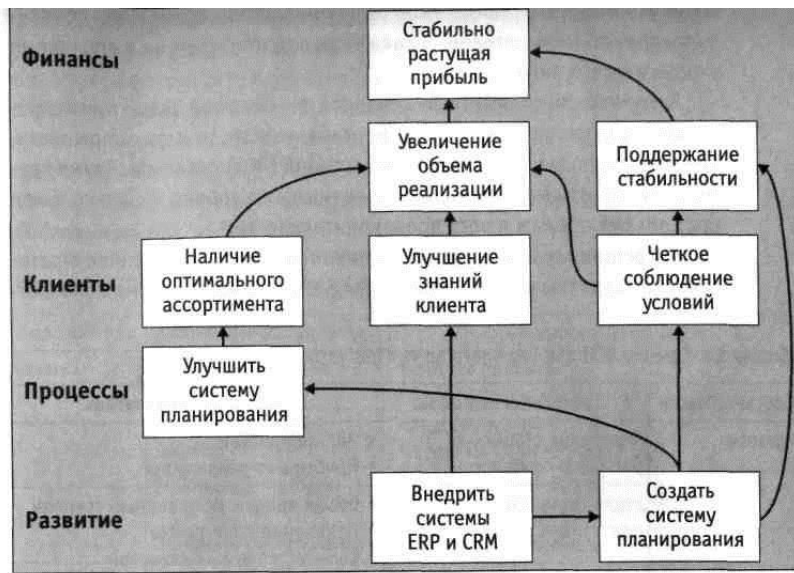 Финансы
Стабильно
растущая
прибыль
Увеличение
объема
реализации
Поддержание
стабильности
Клиенты
Наличие
оптимального
ассортимента
Улучшение
знаний
клиента
Четкое
соблюдение
условий
Процессы
Улучшить
систему
планирования
Развитие
Внедрить
системы
ERP и CRM
Создать
систему
планирования